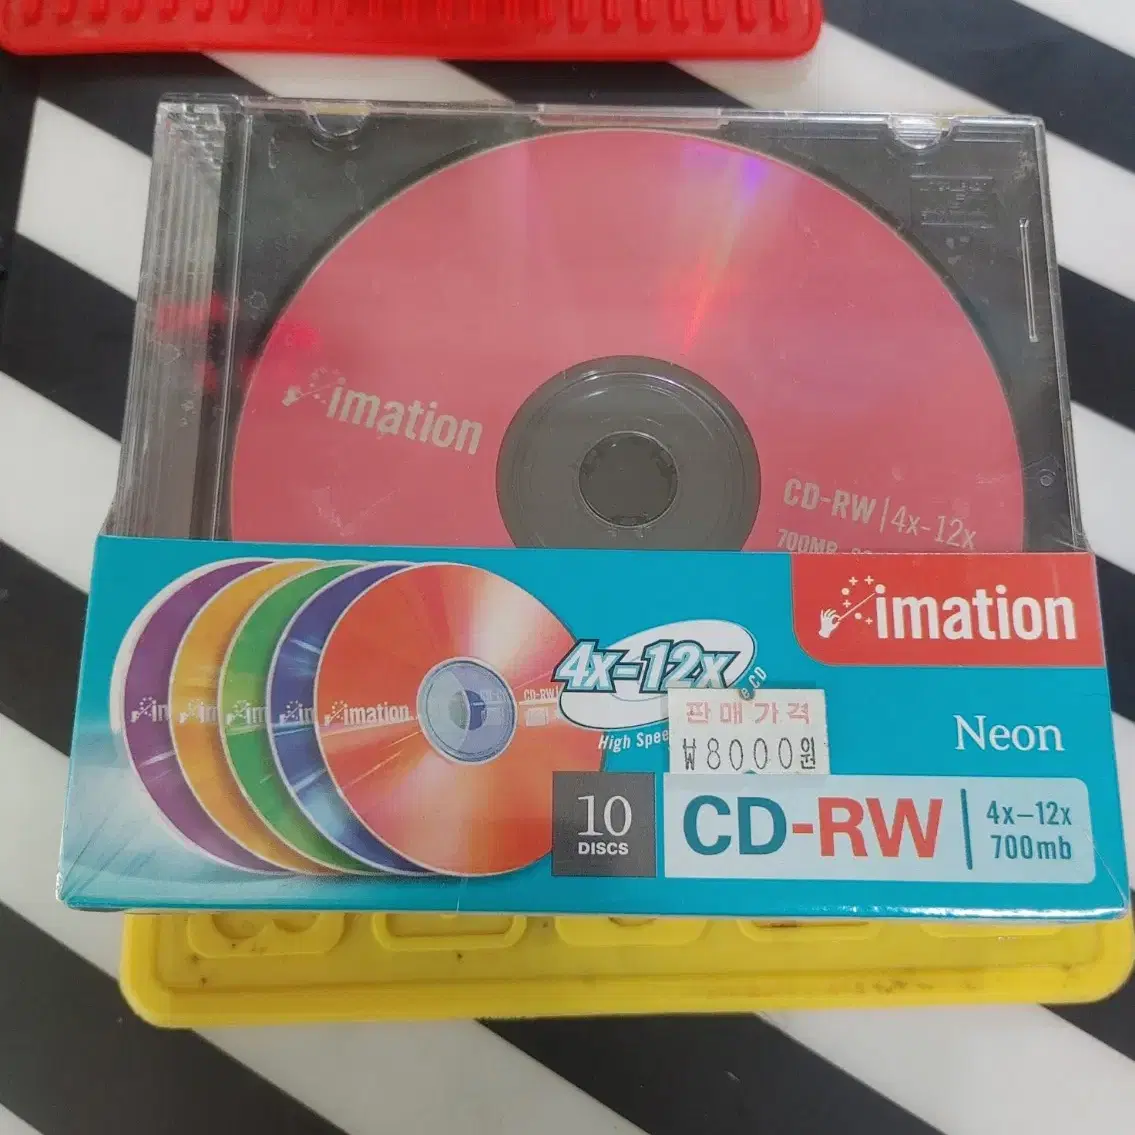 imation
CD-RW | 4x-12x
700MB
imation
imation
4x-12x
High Spee
판매가격
₩8000원
Neon
10
DISCS
CD-RW
4x-12x
700mb